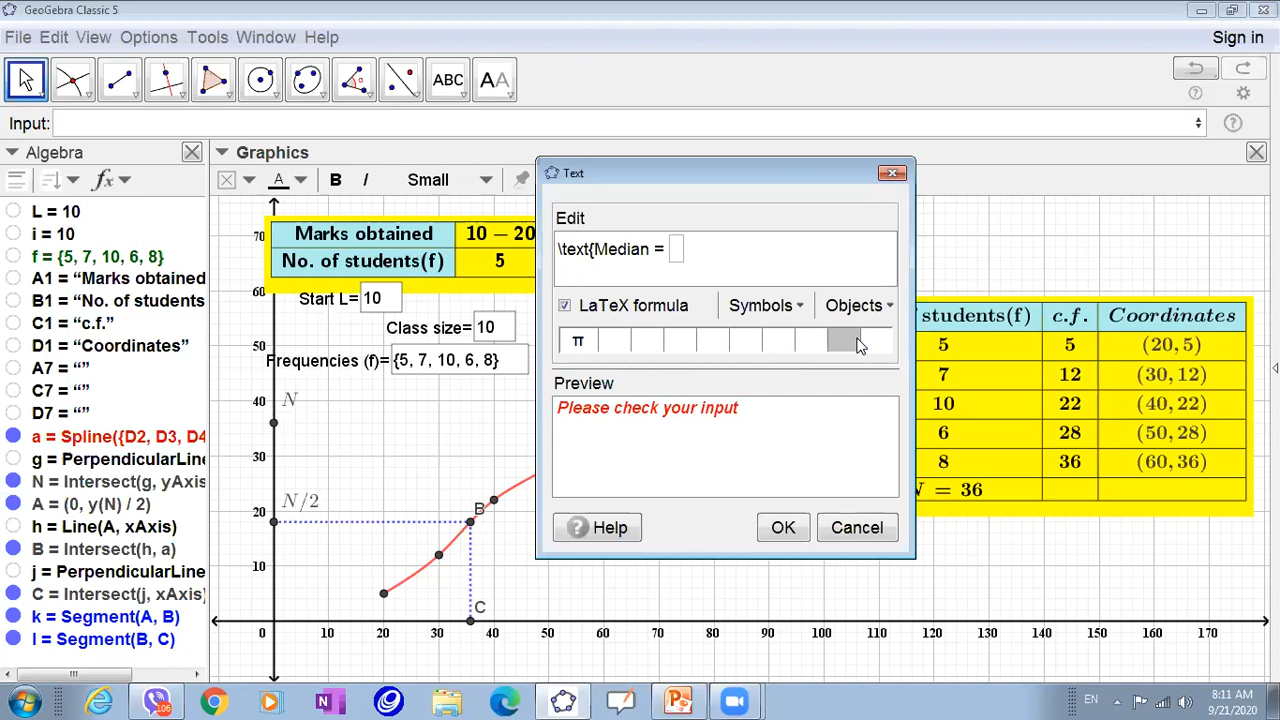 GeoGebra Classic 5
File Edit View Options Tools Window Help
Sign in
ABC
AA
Input:
Algebra
Graphics
A
B
I
Small
L = 10
i = 10
f = {5, 7, 10, 6, 8}
A1 = “Marks obtained
B1 = “No. of students
C1 = “c.f.”
D1 = “Coordinates”
A7 = “”
C7 = “”
D7 = “”
a = Spline({D2, D3, D4
g = PerpendicularLine
N = Intersect(g, yAxis)
A = (0, y(N) / 2)
h = Line(A, xAxis)
B = Intersect(h, a)
j = PerpendicularLine
C = Intersect(j, xAxis)
k = Segment(A, B)
l = Segment(B, C)
Marks obtained 10 – 20
No. of students(f) 5
Start L= 10
Class size= 10
Frequencies (f)= {5, 7, 10, 6, 8}
70
60
50
40
30
20
10
N
N/2
B
C
0 10 20 30 40 50 60 70 80 90 100 110 120 130 140 150 160 170
Text
Edit
\text{Median =
LaTeX formula
Symbols
Objects
π
Preview
Please check your input
Help
OK
Cancel
students(f) c.f. Coordinates
5 5 (20, 5)
7 12 (30, 12)
10 22 (40, 22)
6 28 (50, 28)
8 36 (60, 36)
= 36
106
EN
8:11 AM
9/21/2020